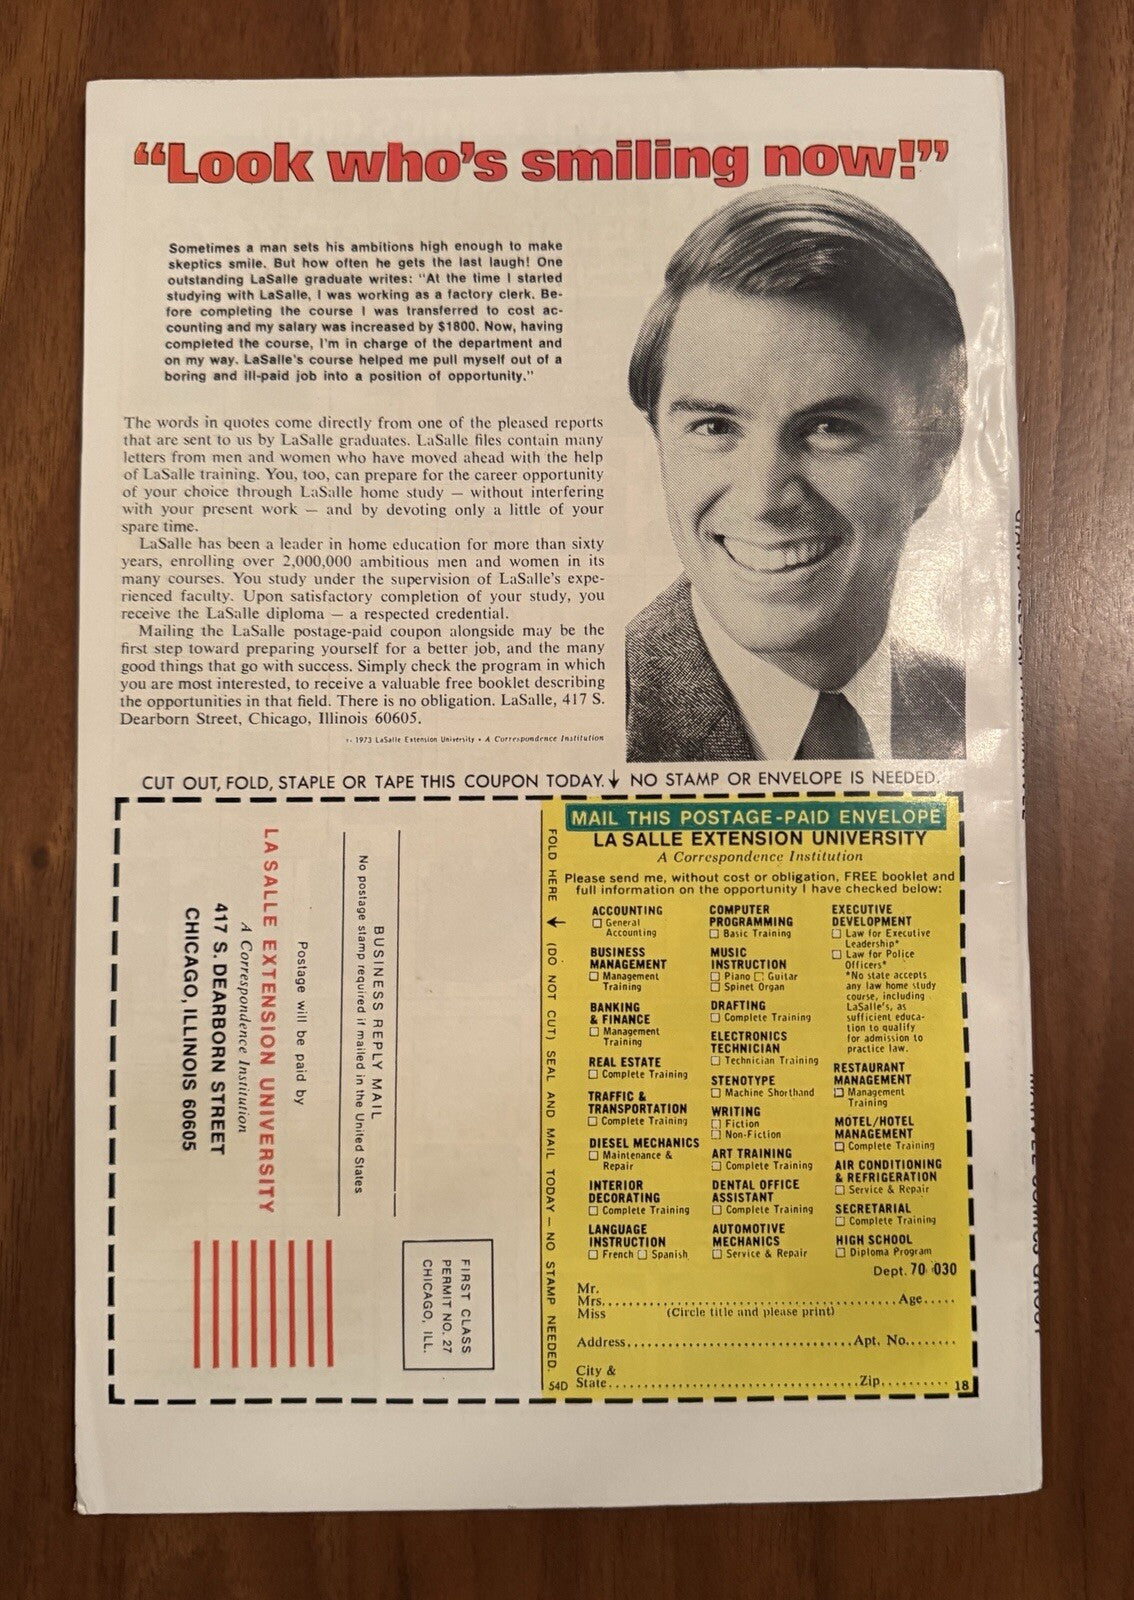 “Look who’s smiling now!”
Sometimes a man sets his ambitions high enough to make
skeptics smile. But how often he gets the last laugh! One
outstanding LaSalle graduate writes: "At the time I started
studying with LaSalle, I was working as a factory clerk. Be-
fore completing the course I was transferred to cost ac-
counting and my salary was increased by $1800. Now, having
completed the course, I'm in charge of the department and
on my way. LaSalle's course helped me pull myself out of a
boring and ill-paid job into a position of opportunity."
The words in quotes come directly from one of the pleased reports
that are sent to us by LaSalle graduates. LaSalle files contain many
letters from men and women who have moved ahead with the help
of LaSalle training. You, too, can prepare for the career opportunity
of your choice through LaSalle home study — without interfering
with your present work — and by devoting only a little of your
spare time.
LaSalle has been a leader in home education for more than sixty
years, enrolling over 2,000,000 ambitious men and women in its
many courses. You study under the supervision of LaSalle's expe-
rienced faculty. Upon satisfactory completion of your study, you
receive the LaSalle diploma — a respected credential.
Mailing the LaSalle postage-paid coupon alongside may be the
first step toward preparing yourself for a better job, and the many
good things that go with success. Simply check the program in which
you are most interested, to receive a valuable free booklet describing
the opportunities in that field. There is no obligation. LaSalle, 417 S.
Dearborn Street, Chicago, Illinois 60605.
1973 LaSalle Extension University • A Correspondence Institution
CUT OUT, FOLD, STAPLE OR TAPE THIS COUPON TODAY.↓ NO STAMP OR ENVELOPE IS NEEDED.
FIRST CLASS
PERMIT NO. 27
CHICAGO, ILL.
BUSINESS REPLY MAIL
No postage stamp required if mailed in the United States
Postage will be paid by
LA SALLE EXTENSION UNIVERSITY
A Correspondence Institution
417 S. DEARBORN STREET
CHICAGO, ILLINOIS 60605
FOLD HERE ↓ (DO NOT CUT) SEAL AND MAIL TODAY — NO STAMP NEEDED.
54D
MAIL THIS POSTAGE-PAID ENVELOPE
LA SALLE EXTENSION UNIVERSITY
A Correspondence Institution
Please send me, without cost or obligation, FREE booklet and
full information on the opportunity I have checked below:
ACCOUNTING
☐ General
Accounting
BUSINESS
MANAGEMENT
☐ Management
Training
BANKING
& FINANCE
☐ Management
Training
REAL ESTATE
☐ Complete Training
TRAFFIC &
TRANSPORTATION
☐ Complete Training
DIESEL MECHANICS
☐ Maintenance &
Repair
INTERIOR
DECORATING
☐ Complete Training
LANGUAGE
INSTRUCTION
☐ French ☐ Spanish
COMPUTER
PROGRAMMING
☐ Basic Training
MUSIC
INSTRUCTION
☐ Piano ☐ Guitar
☐ Spinet Organ
DRAFTING
☐ Complete Training
ELECTRONICS
TECHNICIAN
☐ Technician Training
STENOTYPE
☐ Machine Shorthand
WRITING
☐ Fiction
☐ Non-Fiction
ART TRAINING
☐ Complete Training
DENTAL OFFICE
ASSISTANT
☐ Complete Training
AUTOMOTIVE
MECHANICS
☐ Service & Repair
EXECUTIVE
DEVELOPMENT
☐ Law for Executive
Leadership*
☐ Law for Police
Officers*
*No state accepts
any law home study
course, including
LaSalle's, as
sufficient educa-
tion to qualify
for admission to
practice law.
RESTAURANT
MANAGEMENT
☐ Management
Training
MOTEL/HOTEL
MANAGEMENT
☐ Complete Training
AIR CONDITIONING
& REFRIGERATION
☐ Service & Repair
SECRETARIAL
☐ Complete Training
HIGH SCHOOL
☐ Diploma Program
Dept. 70 030
Mr.
Mrs. Age
Miss (Circle title and please print)
Address Apt. No.
City &
State Zip 18